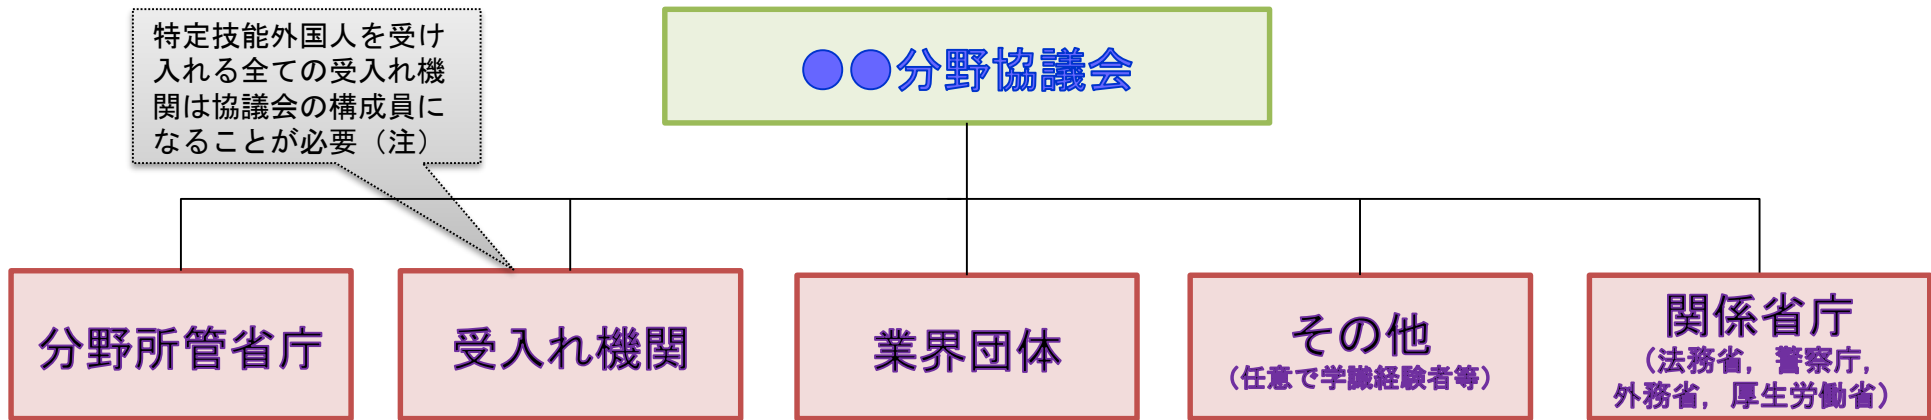 特定技能外国人を受け
入れる全ての受入れ機
関は協議会の構成員に
なることが必要（注）
●●分野協議会
分野所管省庁
受入れ機関
業界団体
その他
（任意で学識経験者等）
関係省庁
（法務省，警察庁，
外務省，厚生労働省）